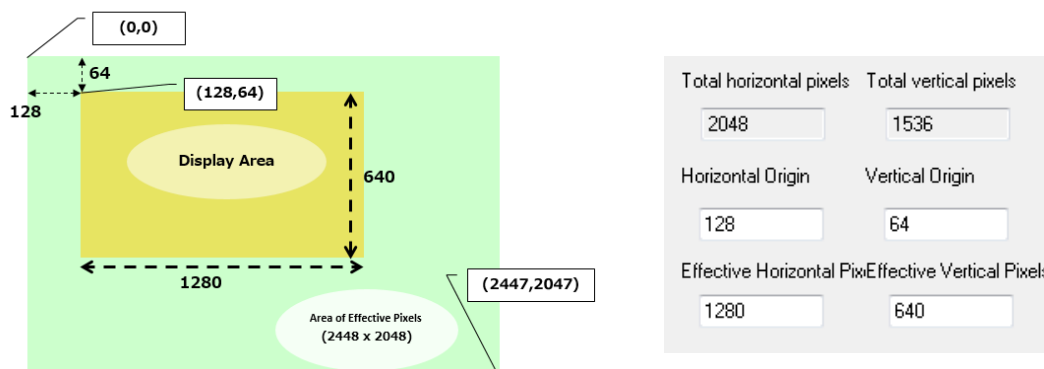 (0,0)
64
128
(128,64)
Display Area
640
1280
(2447,2047)
Area of Effective Pixels
(2448 x 2048)
Total horizontal pixels Total vertical pixels
2048 1536
Horizontal Origin Vertical Origin
128 64
Effective Horizontal Pix Effective Vertical Pixels
1280 640